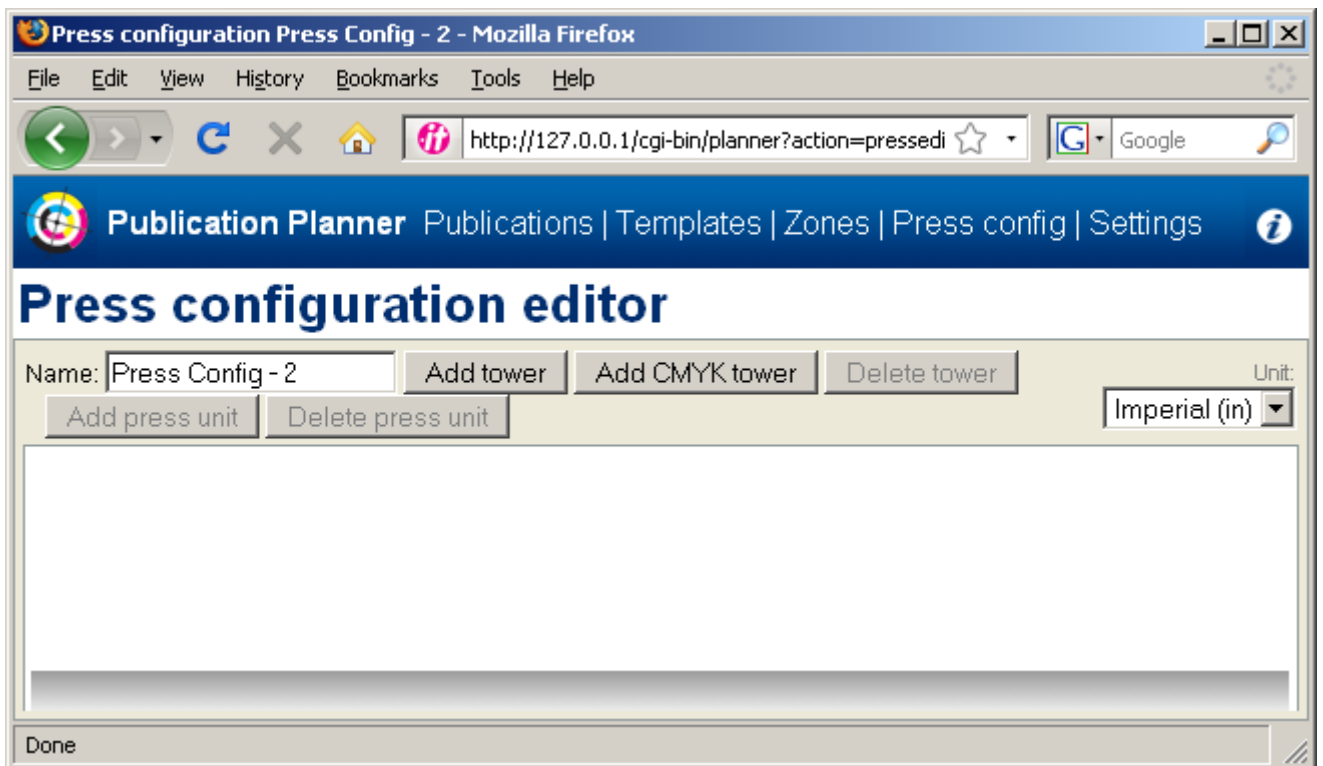 Press configuration Press Config - 2 - Mozilla Firefox
File Edit View History Bookmarks Tools Help
http://127.0.0.1/cgi-bin/planner?action=pressedi G Google
Publication Planner Publications | Templates | Zones | Press config | Settings i
Press configuration editor
Name: Press Config - 2 Add tower Add CMYK tower Delete tower Unit:
Add press unit Delete press unit Imperial (in)
Done